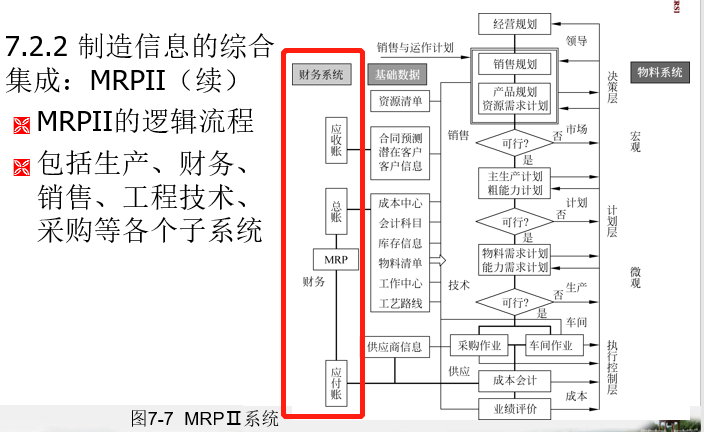 7.2.2 制造信息的综合
集成：MRPII（续）
MRPII的逻辑流程
包括生产、财务、
销售、工程技术、
采购等各个子系统
财务系统
应收账
总账
MRP
财务
应付账
销售与运作计划
基础数据
资源清单
合同预测
潜在客户
客户信息
成本中心
会计科目
库存信息
物料清单
工作中心
工艺路线
供应商信息
销售
技术
供应
经营规划
销售规划
产品规划
资源需求计划
可行?
否
是
主生产计划
粗能力计划
可行?
否
是
物料需求计划
能力需求计划
可行?
否
是
采购作业
车间作业
成本会计
业绩评价
领导
市场
计划
生产
车间
成本
决策层
计划层
执行控制层
物料系统
宏观
微观
图7-7 MRPⅡ系统
RSI